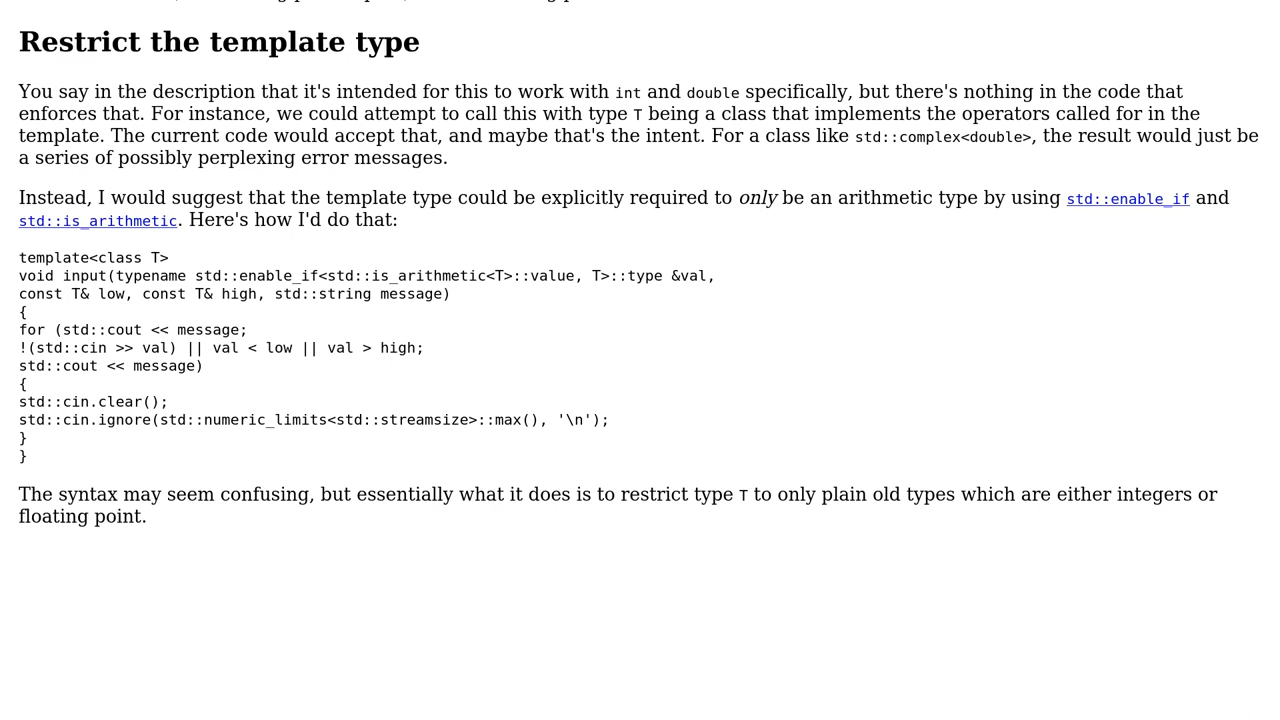 Restrict the template type
You say in the description that it's intended for this to work with int and double specifically, but there's nothing in the code that
enforces that. For instance, we could attempt to call this with type T being a class that implements the operators called for in the
template. The current code would accept that, and maybe that's the intent. For a class like std::complex<double>, the result would just be
a series of possibly perplexing error messages.
Instead, I would suggest that the template type could be explicitly required to only be an arithmetic type by using std::enable_if and
std::is_arithmetic. Here's how I'd do that:
template<class T>
void input(typename std::enable_if<std::is_arithmetic<T>::value, T>::type &val,
const T& low, const T& high, std::string message)
{
for (std::cout << message;
!(std::cin >> val) || val < low || val > high;
std::cout << message)
{
std::cin.clear();
std::cin.ignore(std::numeric_limits<std::streamsize>::max(), '\n');
}
}
The syntax may seem confusing, but essentially what it does is to restrict type T to only plain old types which are either integers or
floating point.